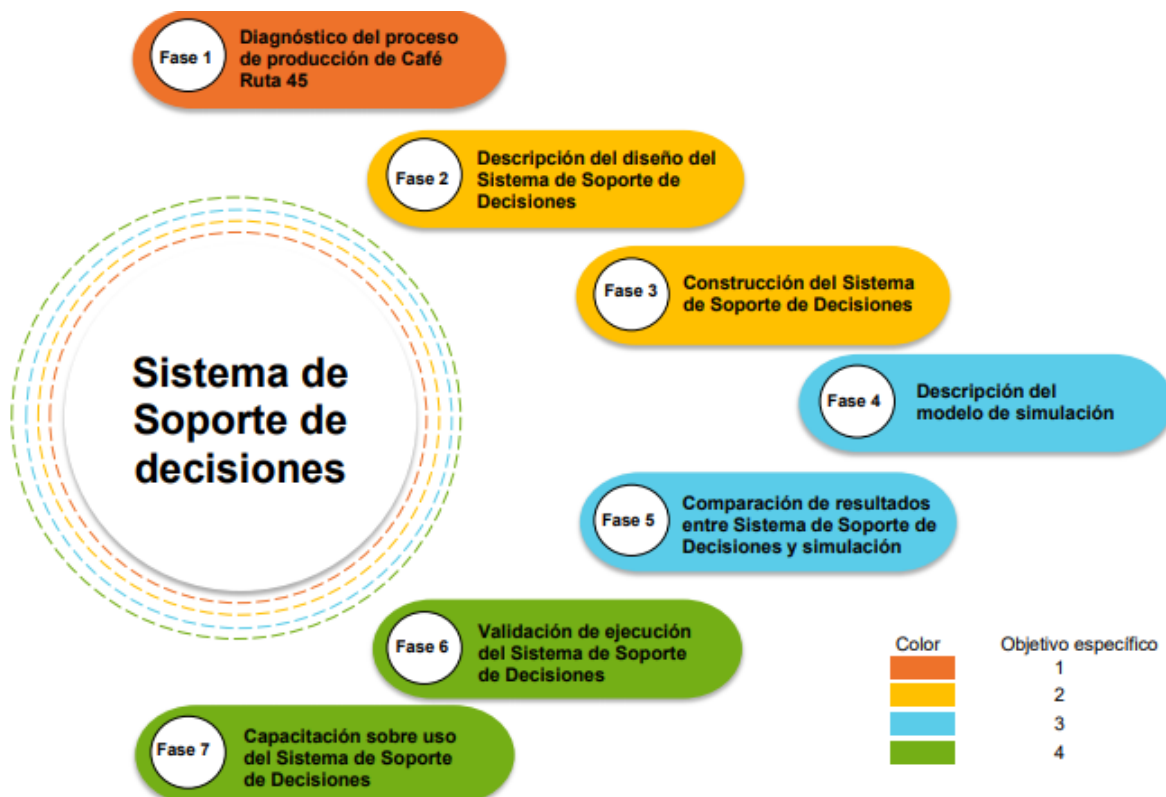 Fase 1
Diagnóstico del proceso
de producción de Café
Ruta 45
Fase 2
Descripción del diseño del
Sistema de Soporte de
Decisiones
Fase 3
Construcción del Sistema
de Soporte de Decisiones
Sistema de
Soporte de
decisiones
Fase 4
Descripción del
modelo de simulación
Fase 5
Comparación de resultados
entre Sistema de Soporte de
Decisiones y simulación
Fase 6
Validación de ejecución
del Sistema de Soporte
de Decisiones
Fase 7
Capacitación sobre uso
del Sistema de Soporte
de Decisiones
Color Objetivo específico
1
2
3
4